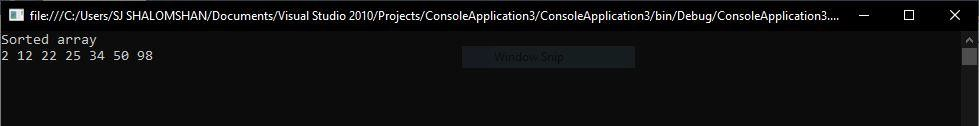 file:///C:/Users/SJ SHALOMSHAN/Documents/Visual Studio 2010/Projects/ConsoleApplication3/ConsoleApplication3/bin/Debug/ConsoleApplication3....
Sorted array
2 12 22 25 34 50 98
Window Snip